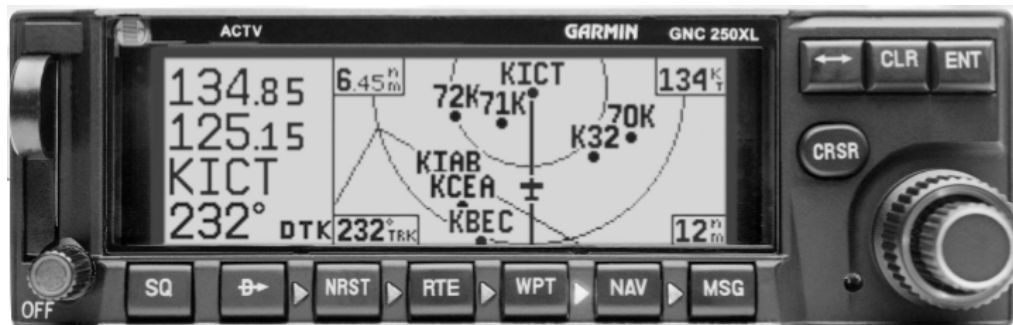 ACTV
GARMIN GNC 250XL
134.85
125.15
KICT
232° DTK
6.45 nm
134 KT
KICT
72K
71K
70K
K32
KIAB
KCEA
KBEC
232° TRK
12 nm
CLR
ENT
CRSR
OFF
SQ
D
NRST
RTE
WPT
NAV
MSG